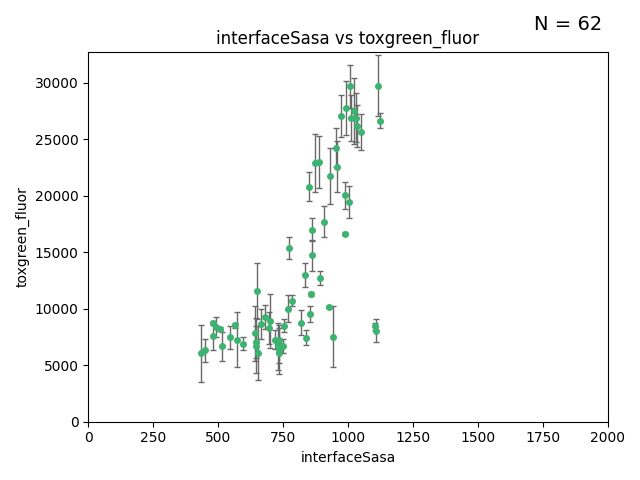 N = 62
interfaceSasa vs toxgreen_fluor
30000
25000
20000
15000
10000
5000
0
toxgreen_fluor
0 250 500 750 1000 1250 1500 1750 2000
interfaceSasa